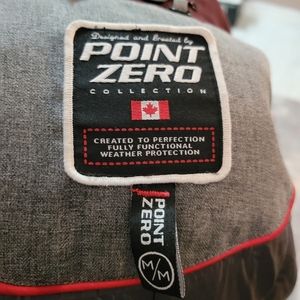 Designed and Created by
POINT
ZERO
COLLECTION
CREATED TO PERFECTION
FULLY FUNCTIONAL
WEATHER PROTECTION
POINT
ZERO
M/M